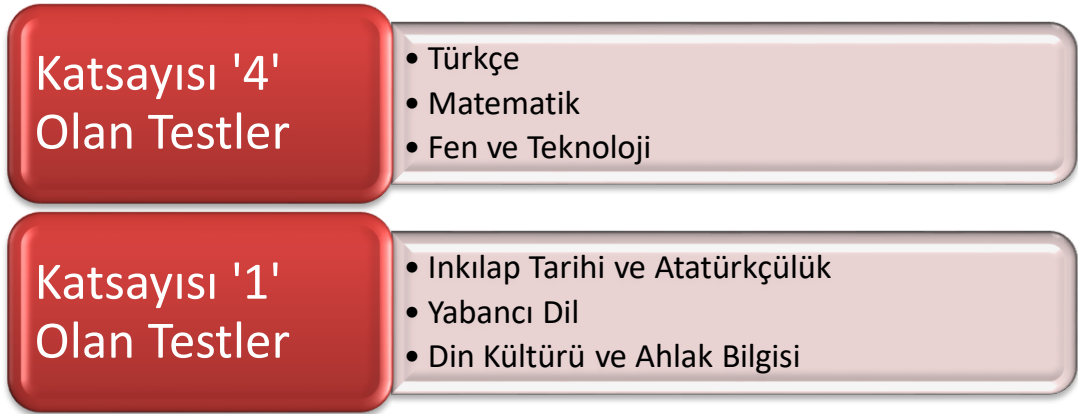 Katsayısı '4'
Olan Testler
• Türkçe
• Matematik
• Fen ve Teknoloji
Katsayısı '1'
Olan Testler
• Inkılap Tarihi ve Atatürkçülük
• Yabancı Dil
• Din Kültürü ve Ahlak Bilgisi